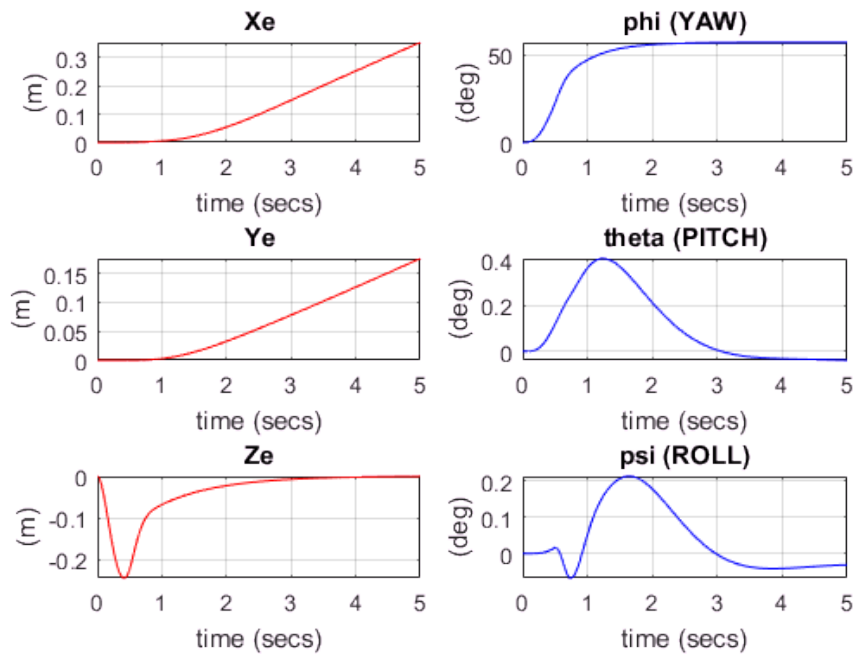 Xe
0.3
0.2
0.1
0
(m)
0 1 2 3 4 5
time (secs)
phi (YAW)
50
0
(deg)
0 1 2 3 4 5
time (secs)
Ye
0.15
0.1
0.05
0
(m)
0 1 2 3 4 5
time (secs)
theta (PITCH)
0.4
0.2
0
(deg)
0 1 2 3 4 5
time (secs)
Ze
0
-0.1
-0.2
(m)
0 1 2 3 4 5
time (secs)
psi (ROLL)
0.2
0.1
0
(deg)
0 1 2 3 4 5
time (secs)